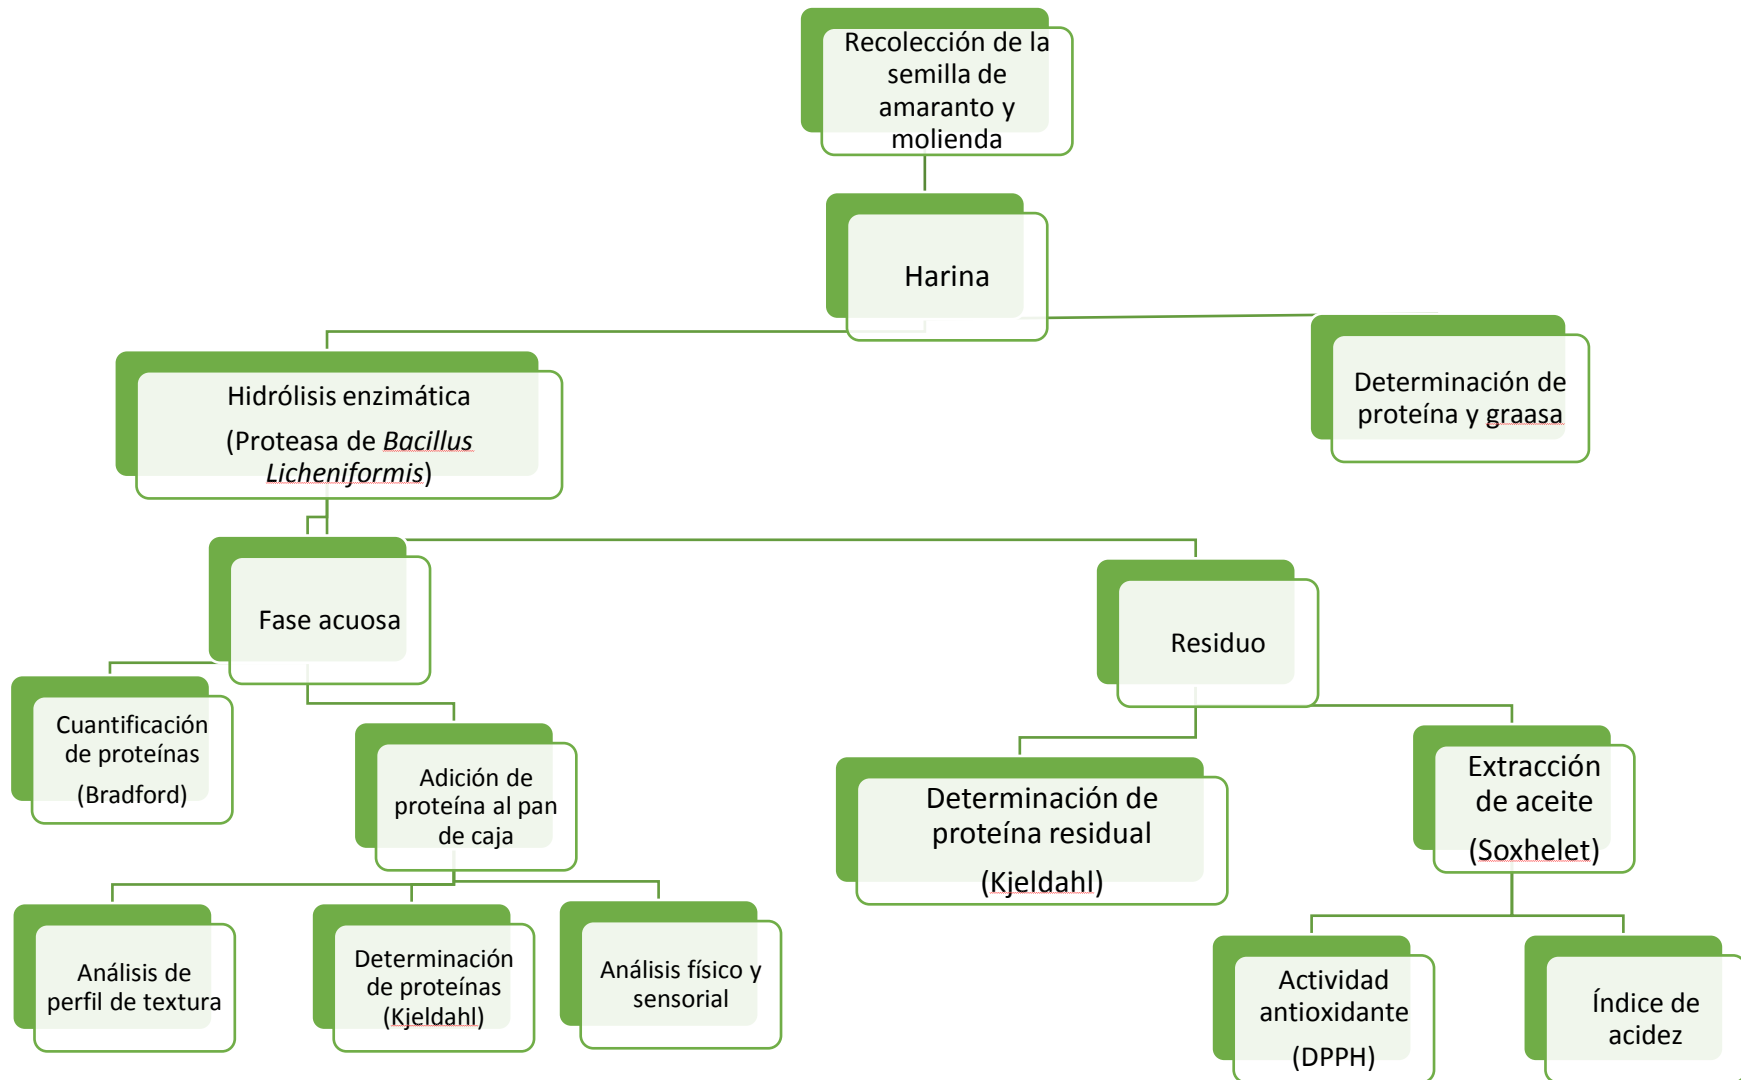 Recolección de la
semilla de
amaranto y
molienda
Harina
Hidrólisis enzimática
(Proteasa de Bacillus
Licheniformis)
Determinación de
proteína y graasa
Fase acuosa
Residuo
Cuantificación
de proteínas
(Bradford)
Adición de
proteína al pan
de caja
Determinación de
proteína residual
(Kjeldahl)
Extracción
de aceite
(Soxhelet)
Análisis de
perfil de textura
Determinación
de proteínas
(Kjeldahl)
Análisis físico y
sensorial
Actividad
antioxidante
(DPPH)
Índice de
acidez